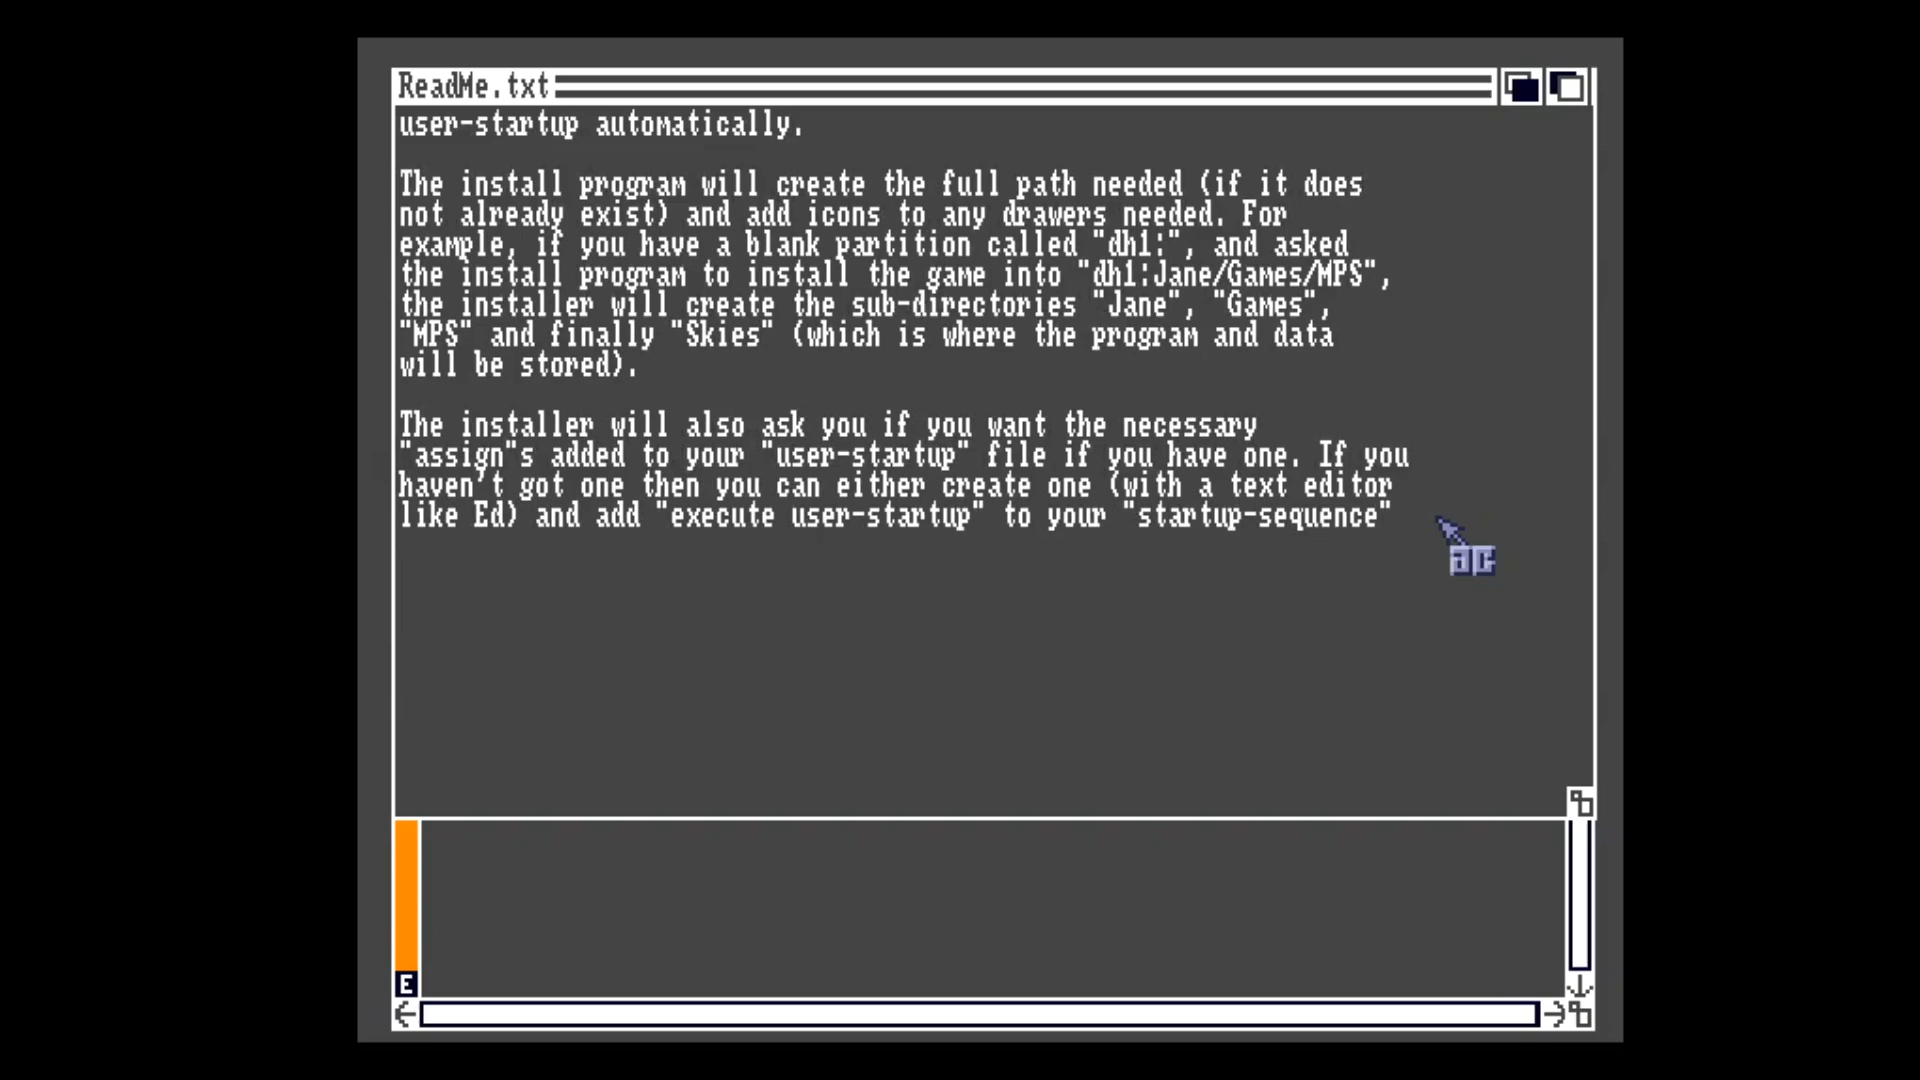 ReadMe.txt
user-startup automatically.
The install program will create the full path needed (if it does
not already exist) and add icons to any drawers needed. For
example, if you have a blank partition called "dh1:", and asked
the install program to install the game into "dh1:Jane/Games/MPS",
the installer will create the sub-directories "Jane", "Games",
"MPS" and finally "Skies" (which is where the program and data
will be stored).
The installer will also ask you if you want the necessary
"assign"s added to your "user-startup" file if you have one. If you
haven't got one then you can either create one (with a text editor
like Ed) and add "execute user-startup" to your "startup-sequence"
E